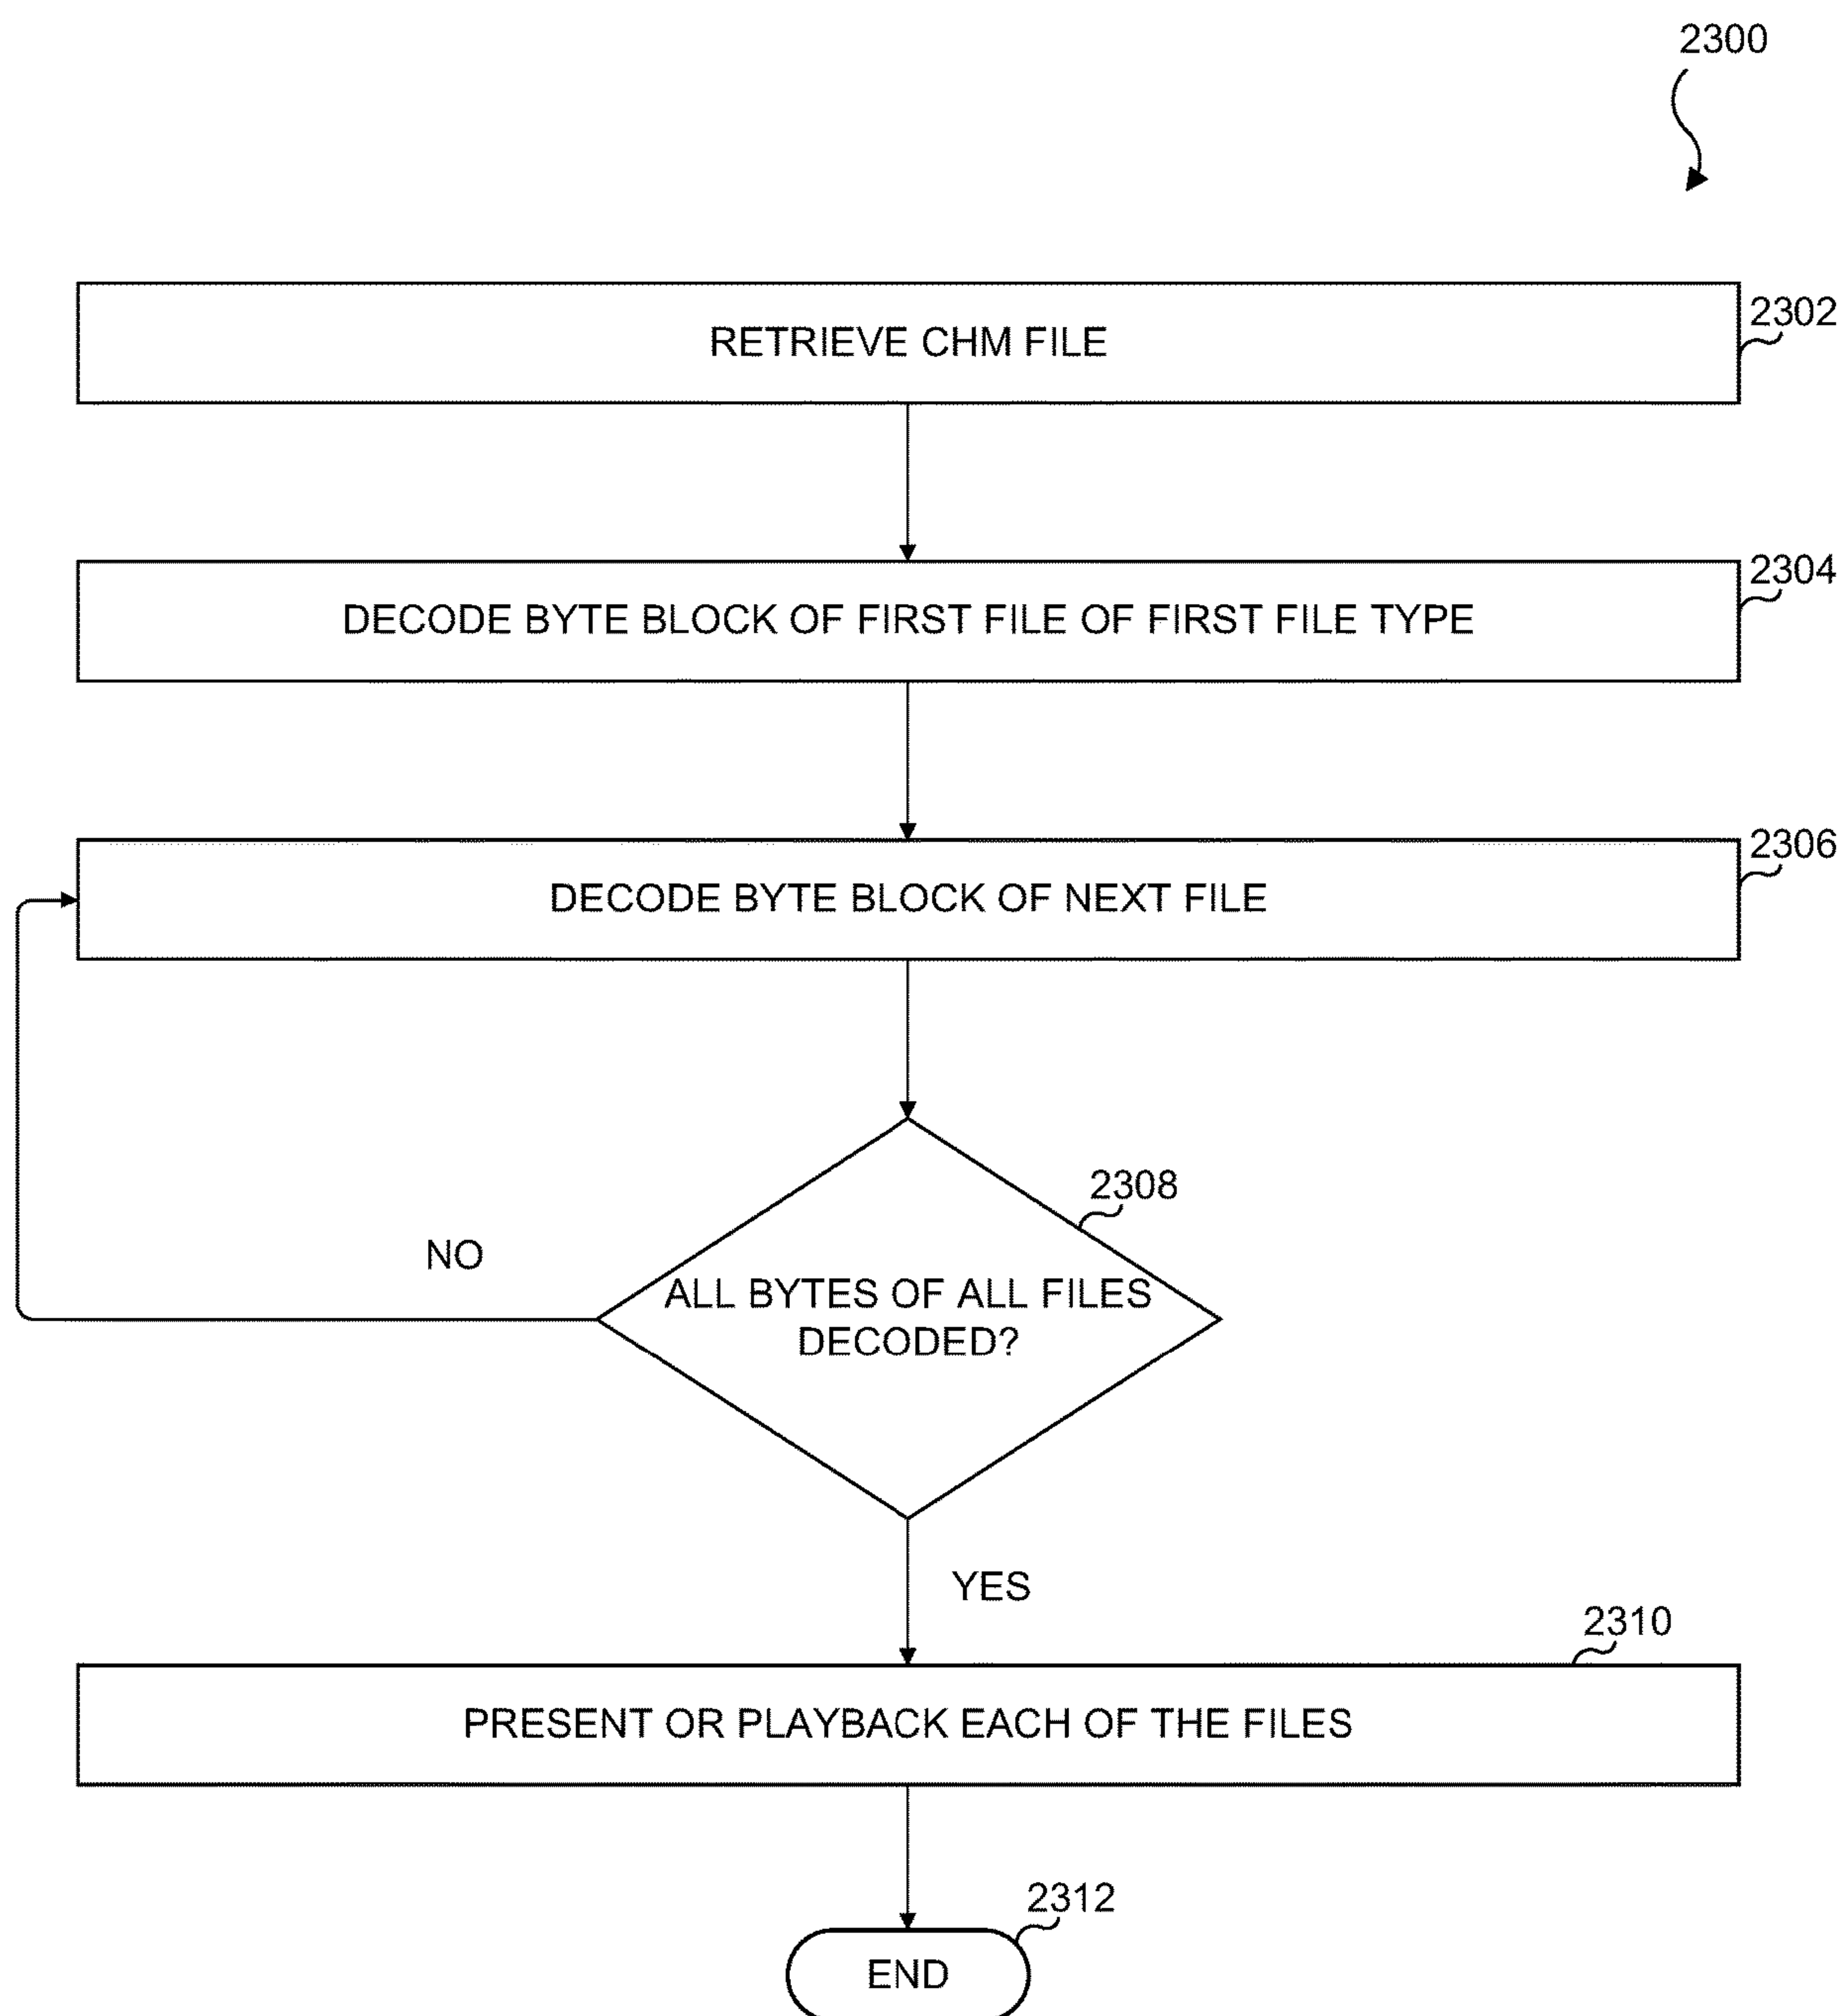 2300
RETRIEVE CHM FILE
2302
DECODE BYTE BLOCK OF FIRST FILE OF FIRST FILE TYPE
2304
DECODE BYTE BLOCK OF NEXT FILE
2306
2308
NO
ALL BYTES OF ALL FILES
DECODED?
YES
2310
PRESENT OR PLAYBACK EACH OF THE FILES
2312
END